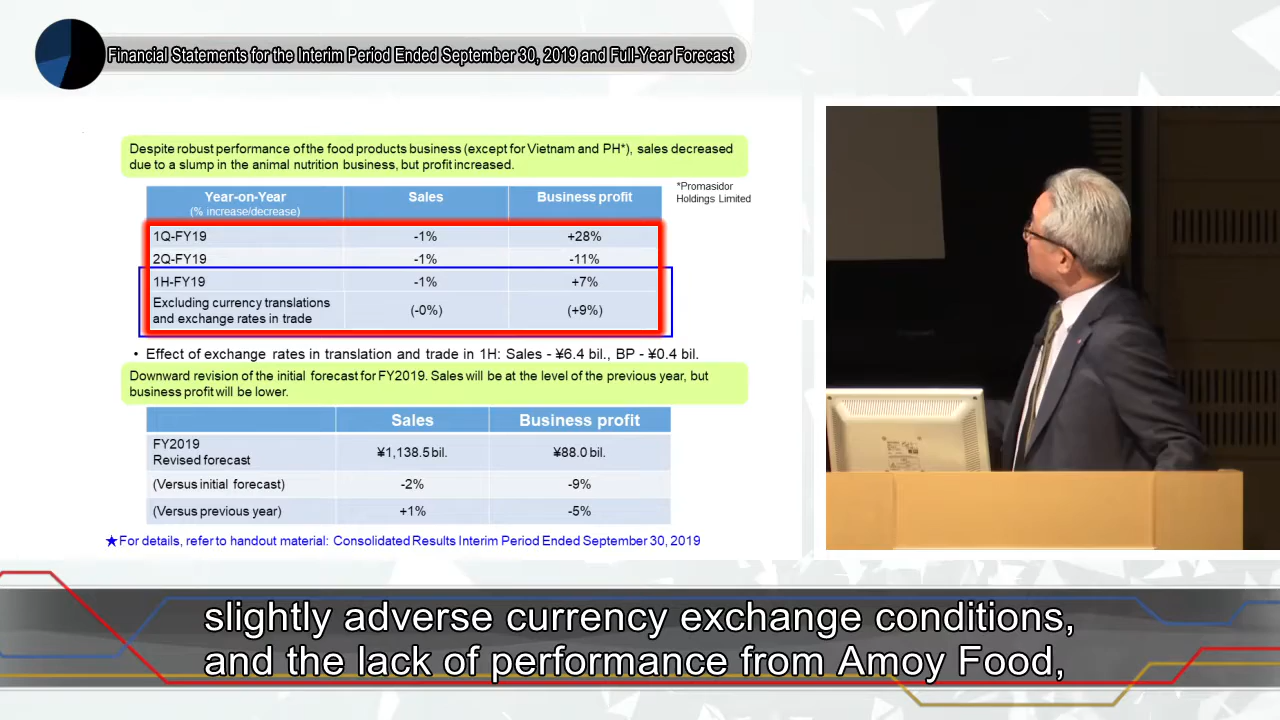 Financial Statements for the Interim Period Ended September 30, 2019 and Full-Year Forecast
Despite robust performance of the food products business (except for Vietnam and PH*), sales decreased
due to a slump in the animal nutrition business, but profit increased.
*Promasidor
Holdings Limited
Year-on-Year
(% increase/decrease)
Sales
Business profit
1Q-FY19
-1%
+28%
2Q-FY19
-1%
-11%
1H-FY19
-1%
+7%
Excluding currency translations
and exchange rates in trade
(-0%)
(+9%)
• Effect of exchange rates in translation and trade in 1H: Sales - ¥6.4 bil., BP - ¥0.4 bil.
Downward revision of the initial forecast for FY2019. Sales will be at the level of the previous year, but
business profit will be lower.
Sales
Business profit
FY2019
Revised forecast
¥1,138.5 bil.
¥88.0 bil.
(Versus initial forecast)
-2%
-9%
(Versus previous year)
+1%
-5%
★For details, refer to handout material: Consolidated Results Interim Period Ended September 30, 2019
slightly adverse currency exchange conditions,
and the lack of performance from Amoy Food,